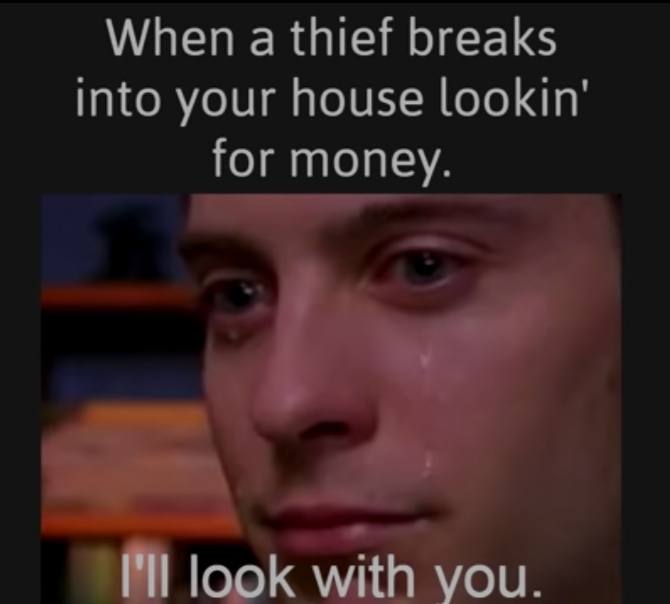 When a thief breaks
into your house lookin'
for money.
I'll look with you.